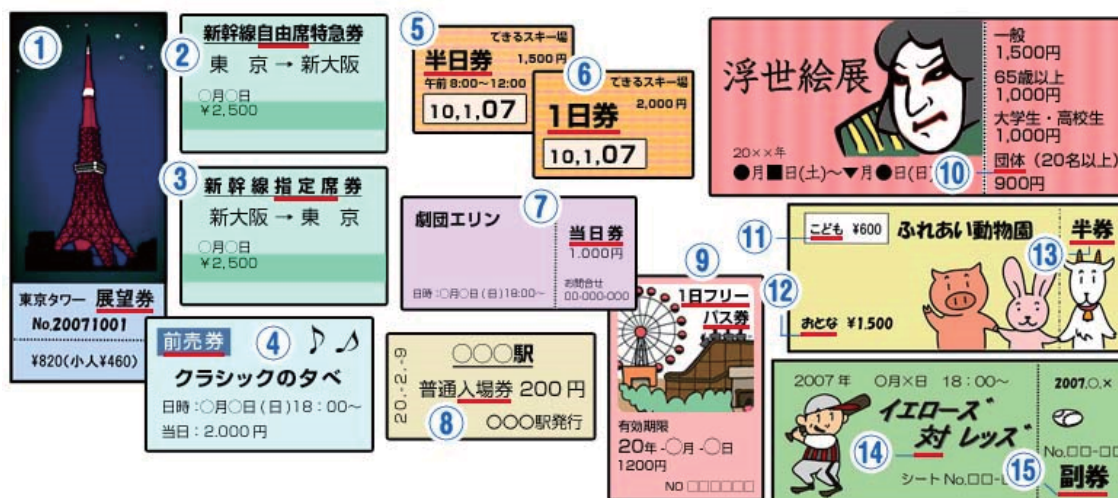 ①
東京タワー 展望券
No.20071001
¥820(小人¥460)
②
新幹線自由席特急券
東 京 → 新大阪
○月○日
¥2,500
③
新幹線指定席券
新大阪 → 東 京
○月○日
¥2,500
④
前売券
クラシックの夕べ
日時:○月○日(日)18:00~
当日:2.000円
⑤
できるスキー場
半日券
1,500円
午前8:00~12:00
10,1,07
⑥
できるスキー場
2,000円
1日券
10,1,07
⑦
劇団エリン
当日券
1.000円
日時:○月○日(日)18:00~
お問合せ
00-000-000
⑧
20.-2.-9
○○○駅
普通入場券 200円
○○○駅発行
⑨
1日フリー
パス券
有効期限
20年-○月-○日
1200円
NO □□□□□□
浮世絵展
20××年
●月■日(土)~▼月●日(日)
一般
1,500円
65歳以上
1,000円
大学生・高校生
1,000円
⑩
団体(20名以上)
900円
⑪
こども ¥600
ふれあい動物園
半券
⑬
⑫
おとな ¥1.500
2007年 ○月×日 18:00~
イエローズ
対 レッズ
⑭
シートNo.□□-□
2007.○.×
No.□□-□□
⑮
副券